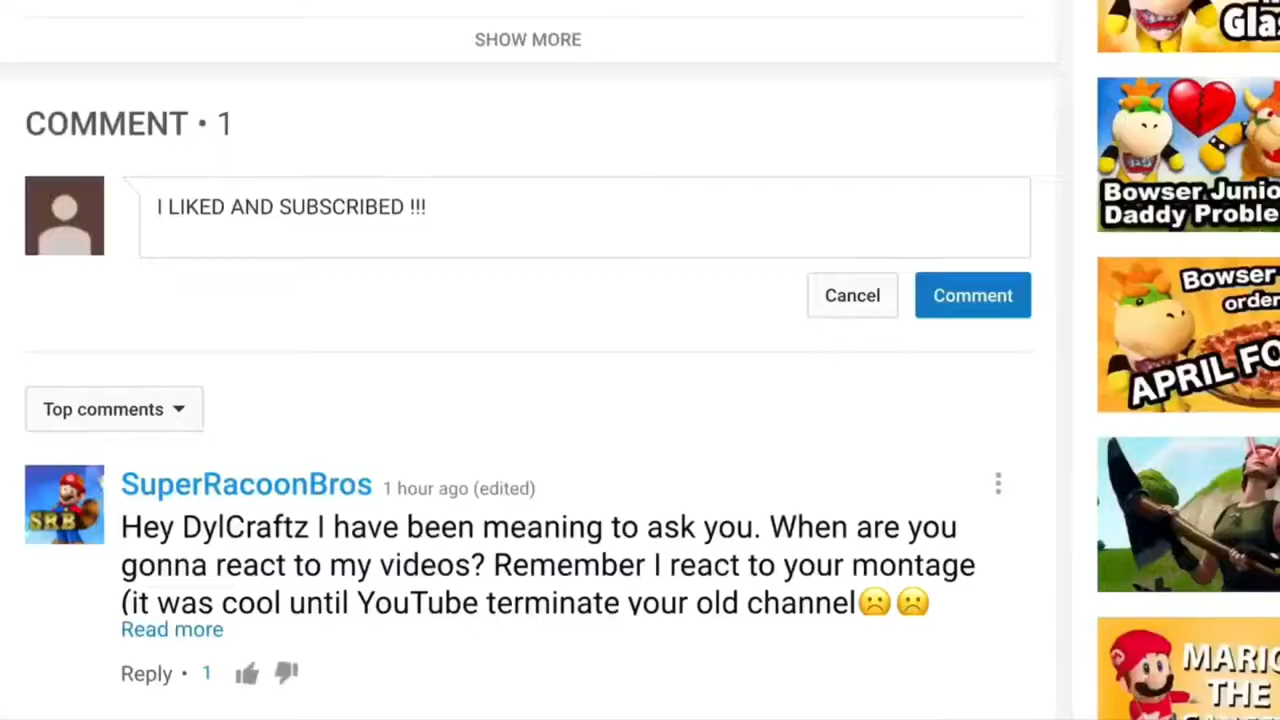 SHOW MORE
COMMENT • 1
I LIKED AND SUBSCRIBED !!!
Cancel
Comment
Top comments
SuperRacoonBros 1 hour ago (edited)
Hey DylCraftz I have been meaning to ask you. When are you
gonna react to my videos? Remember I react to your montage
(it was cool until YouTube terminate your old channel☹️☹️
Read more
Reply • 1
SRB
Bowser Junio
Daddy Proble
Bowser
order
APRIL FO
MARIO
THE